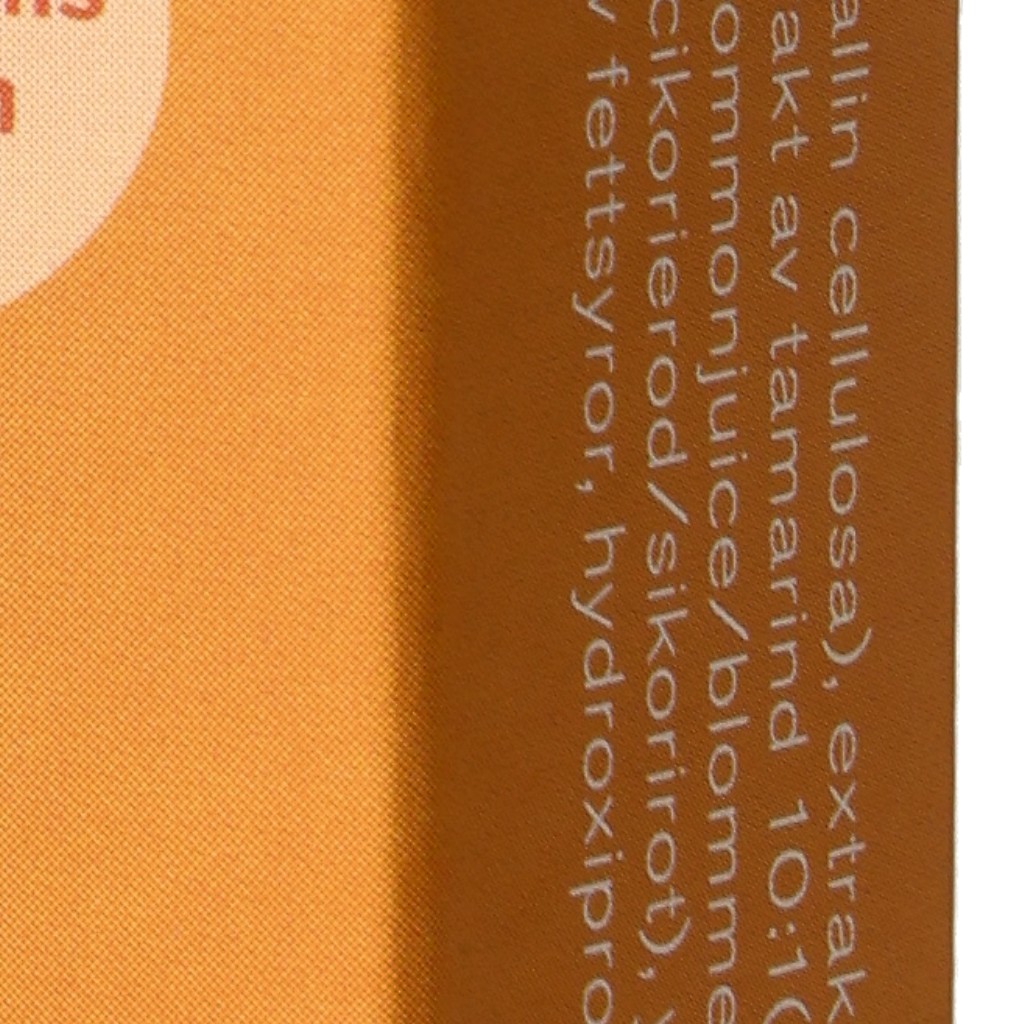 allin cellulosa), extrak
akt av tamarind 10:1
ommonjuice/blomme
cikorierod/sikorirot),
fettsyror, hydroxipro